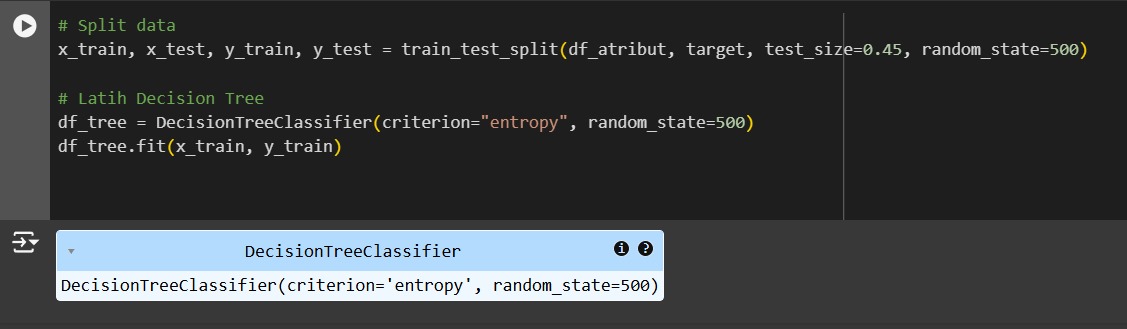 # Split data
x_train, x_test, y_train, y_test = train_test_split(df_atribut, target, test_size=0.45, random_state=500)
# Latih Decision Tree
df_tree = DecisionTreeClassifier(criterion="entropy", random_state=500)
df_tree.fit(x_train, y_train)
DecisionTreeClassifier
DecisionTreeClassifier(criterion='entropy', random_state=500)